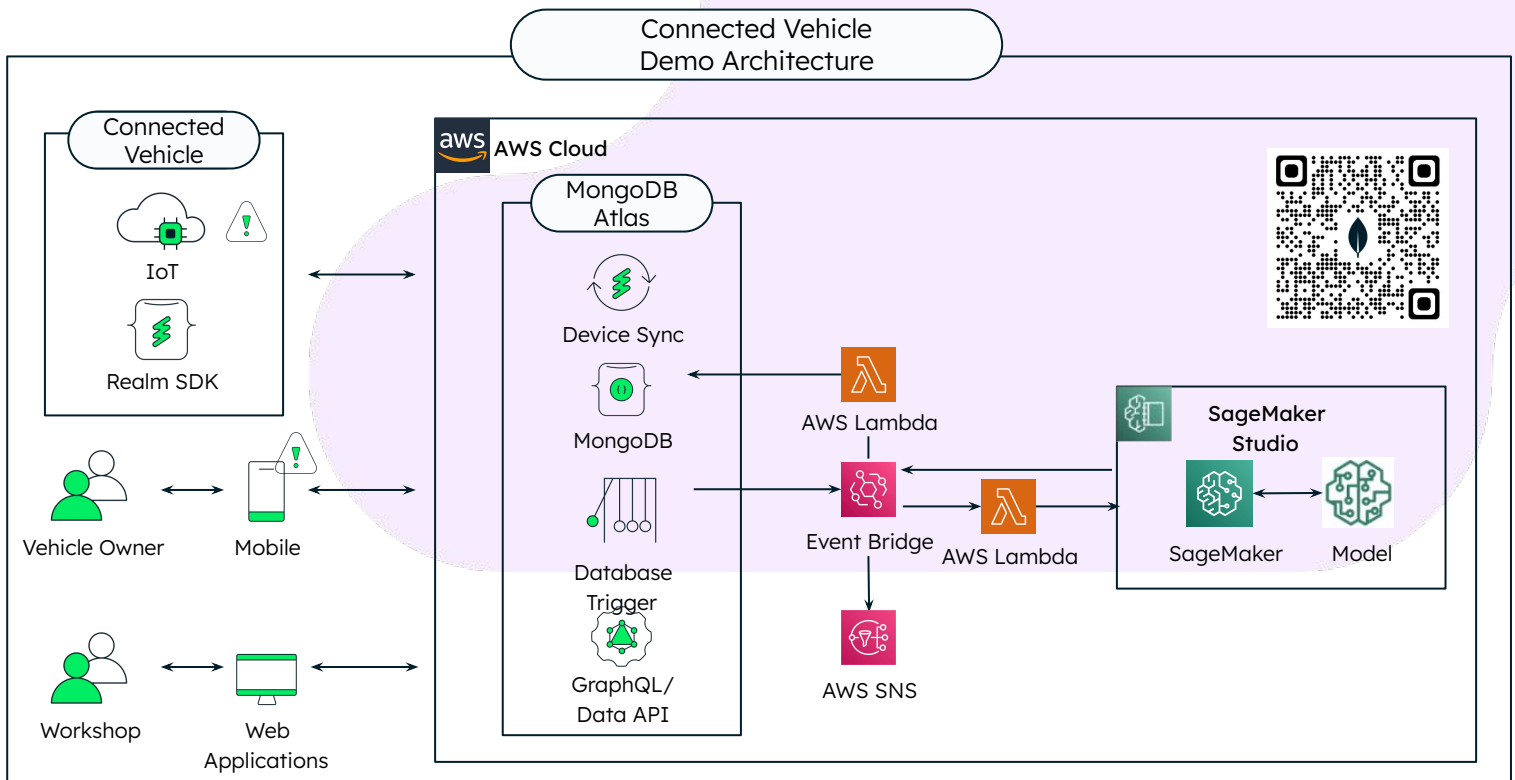 Connected Vehicle
Demo Architecture
Connected
Vehicle
IoT
Realm SDK
Vehicle Owner
Mobile
Workshop
Web
Applications
aws
AWS Cloud
MongoDB
Atlas
Device Sync
MongoDB
Database
Trigger
GraphQL/
Data API
AWS Lambda
Event Bridge
AWS Lambda
AWS SNS
SageMaker
Studio
SageMaker
Model